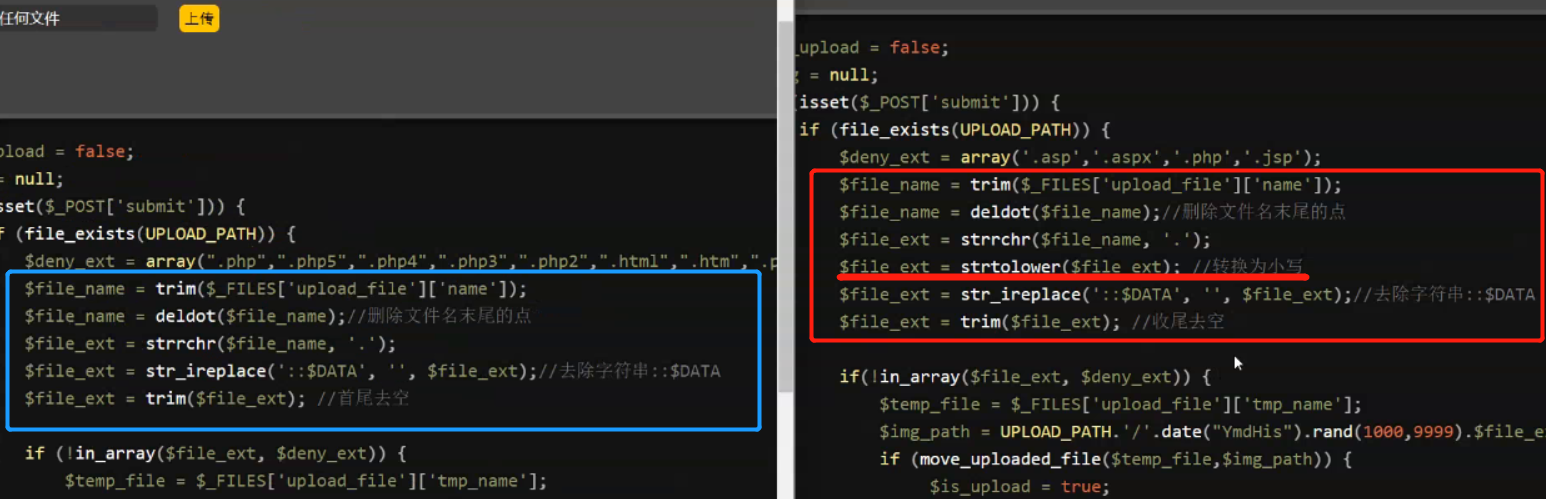 任何文件
上传
pload = false;
= null;
sset($_POST['submit'])) {
f (file_exists(UPLOAD_PATH)) {
$deny_ext = array(".php",".php5",".php4",".php3",".php2",".html",".htm",".p
$file_name = trim($_FILES['upload_file']['name']);
$file_name = deldot($file_name);//删除文件名末尾的点
$file_ext = strrchr($file_name, '.');
$file_ext = str_ireplace('::$DATA', '', $file_ext);//去除字符串::$DATA
$file_ext = trim($file_ext); //首尾去空
if (!in_array($file_ext, $deny_ext)) {
$temp_file = $_FILES['upload_file']['tmp_name'];
_upload = false;
g = null;
isset($_POST['submit'])) {
if (file_exists(UPLOAD_PATH)) {
$deny_ext = array('.asp','.aspx','.php','.jsp');
$file_name = trim($_FILES['upload_file']['name']);
$file_name = deldot($file_name);//删除文件名末尾的点
$file_ext = strrchr($file_name, '.');
$file_ext = strtolower($file_ext); //转换为小写
$file_ext = str_ireplace('::$DATA', '', $file_ext);//去除字符串::$DATA
$file_ext = trim($file_ext); //收尾去空
if(!in_array($file_ext, $deny_ext)) {
$temp_file = $_FILES['upload_file']['tmp_name'];
$img_path = UPLOAD_PATH.'/'.date("YmdHis").rand(1000,9999).$file_e
if (move_uploaded_file($temp_file,$img_path)) {
$is_upload = true;